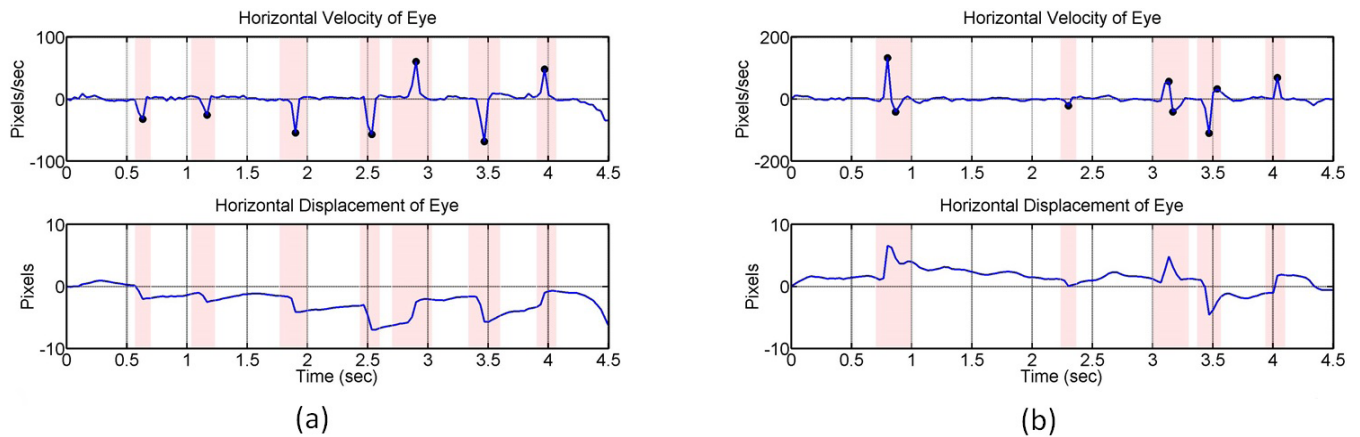 Horizontal Velocity of Eye
100
0
-100
Pixels/sec
0 0.5 1 1.5 2 2.5 3 3.5 4 4.5
Horizontal Displacement of Eye
10
0
-10
Pixels
0 0.5 1 1.5 2 2.5 3 3.5 4 4.5
Time (sec)
(a)
Horizontal Velocity of Eye
200
100
0
-100
-200
Pixels/sec
0 0.5 1 1.5 2 2.5 3 3.5 4 4.5
Horizontal Displacement of Eye
10
0
-10
Pixels
0 0.5 1 1.5 2 2.5 3 3.5 4 4.5
Time (sec)
(b)